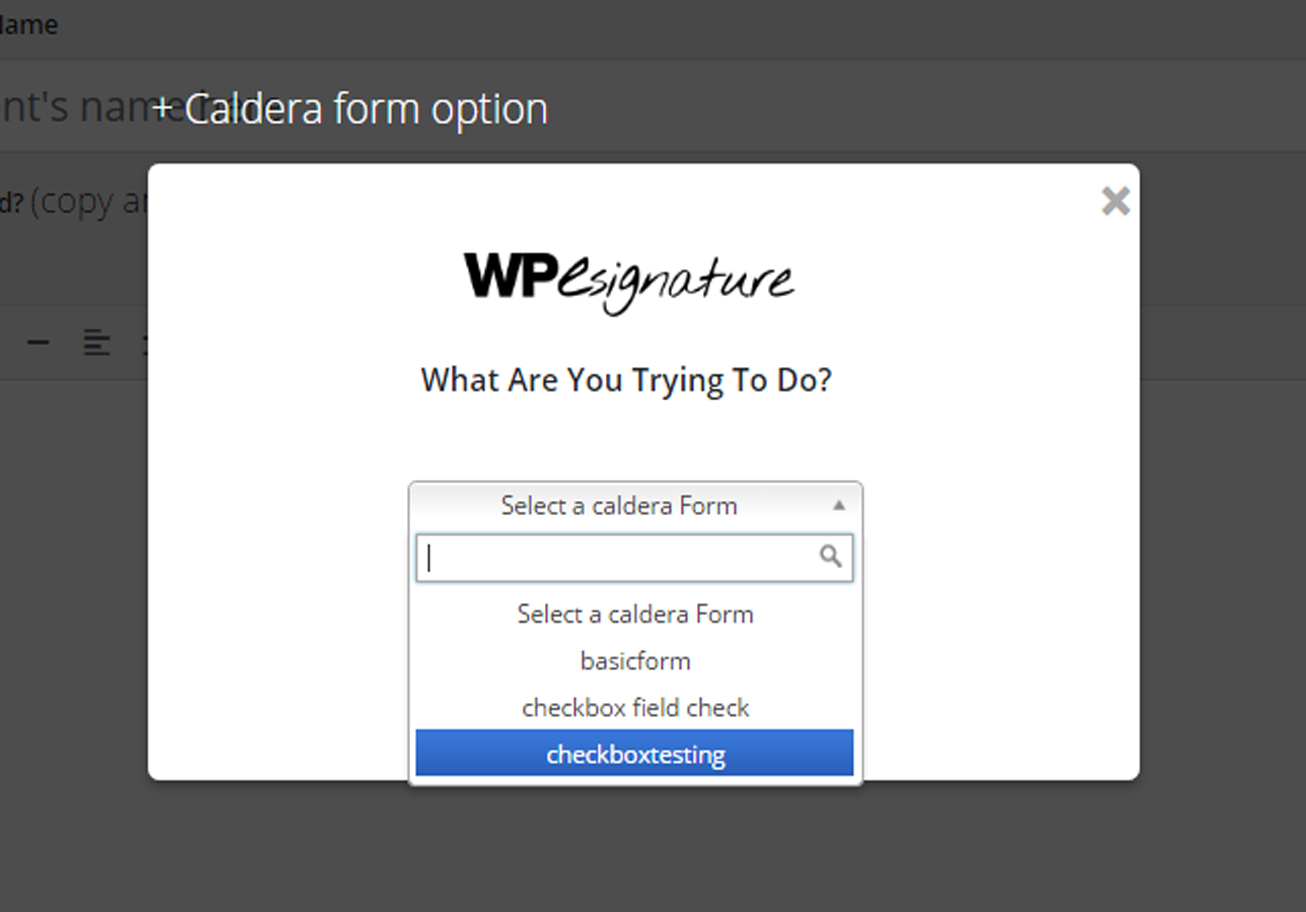 lame
nt's name
+ Caldera form option
d? (copy a
WPesignature
What Are You Trying To Do?
Select a caldera Form
Select a caldera Form
basicform
checkbox field check
checkboxtesting